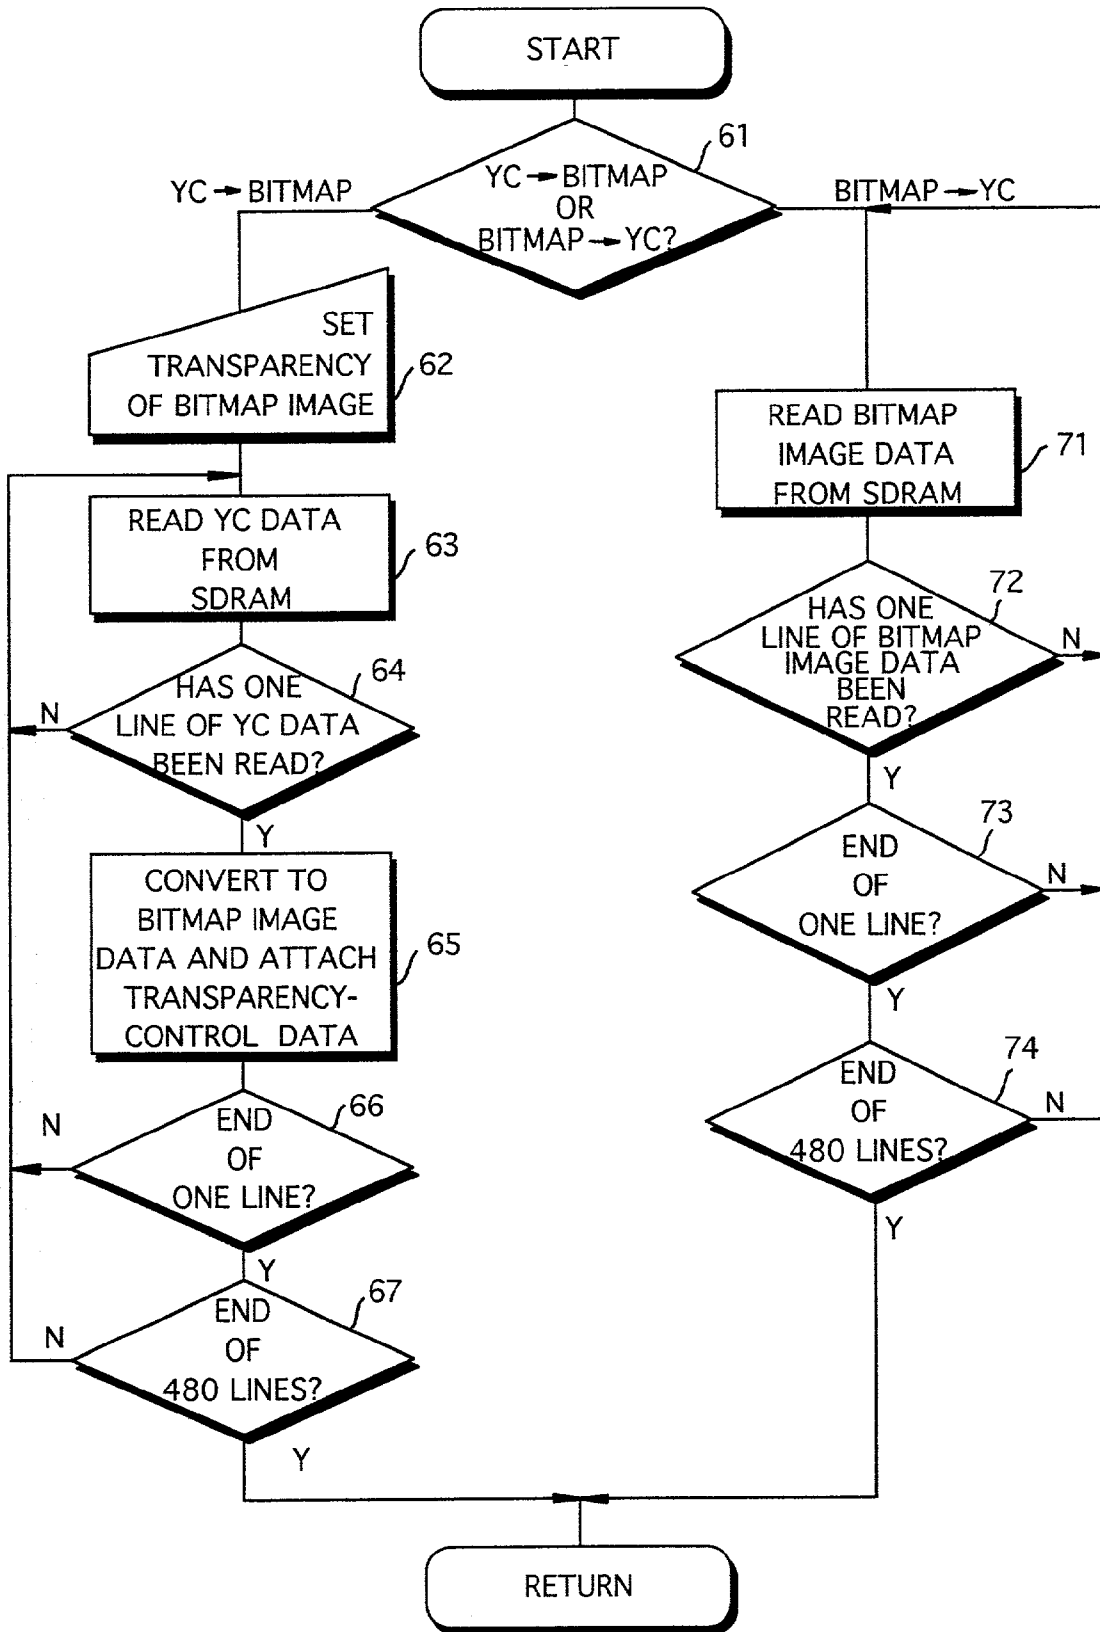 START
61
YC→BITMAP
OR
BITMAP→YC?
YC→BITMAP
BITMAP→YC
SET
TRANSPARENCY
OF BITMAP IMAGE
62
READ YC DATA
FROM
SDRAM
63
HAS ONE
LINE OF YC DATA
BEEN READ?
64
N
Y
CONVERT TO
BITMAP IMAGE
DATA AND ATTACH
TRANSPARENCY-
CONTROL DATA
65
END
OF
ONE LINE?
66
N
Y
END
OF
480 LINES?
67
N
Y
READ BITMAP
IMAGE DATA
FROM SDRAM
71
HAS ONE
LINE OF BITMAP
IMAGE DATA
BEEN
READ?
72
N
Y
END
OF
ONE LINE?
73
N
Y
END
OF
480 LINES?
74
N
Y
RETURN